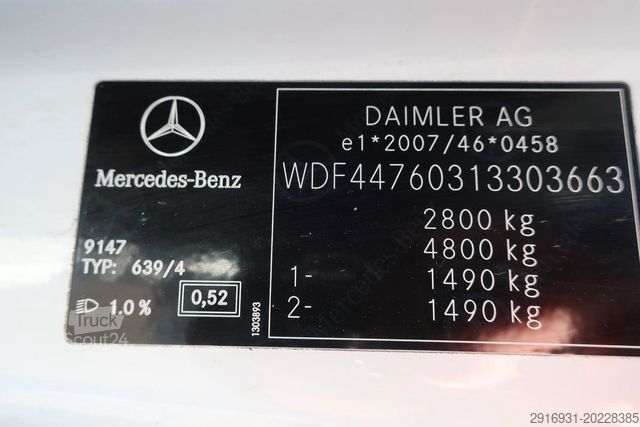 Mercedes-Benz
9147
TYP: 639/4
1.0 %
0,52
1303893
DAIMLER AG
e1*2007/46*0458
WDF44760313303663
2800 kg
4800 kg
1- 1490 kg
2- 1490 kg
Truck
Scout24
2916931-20228385